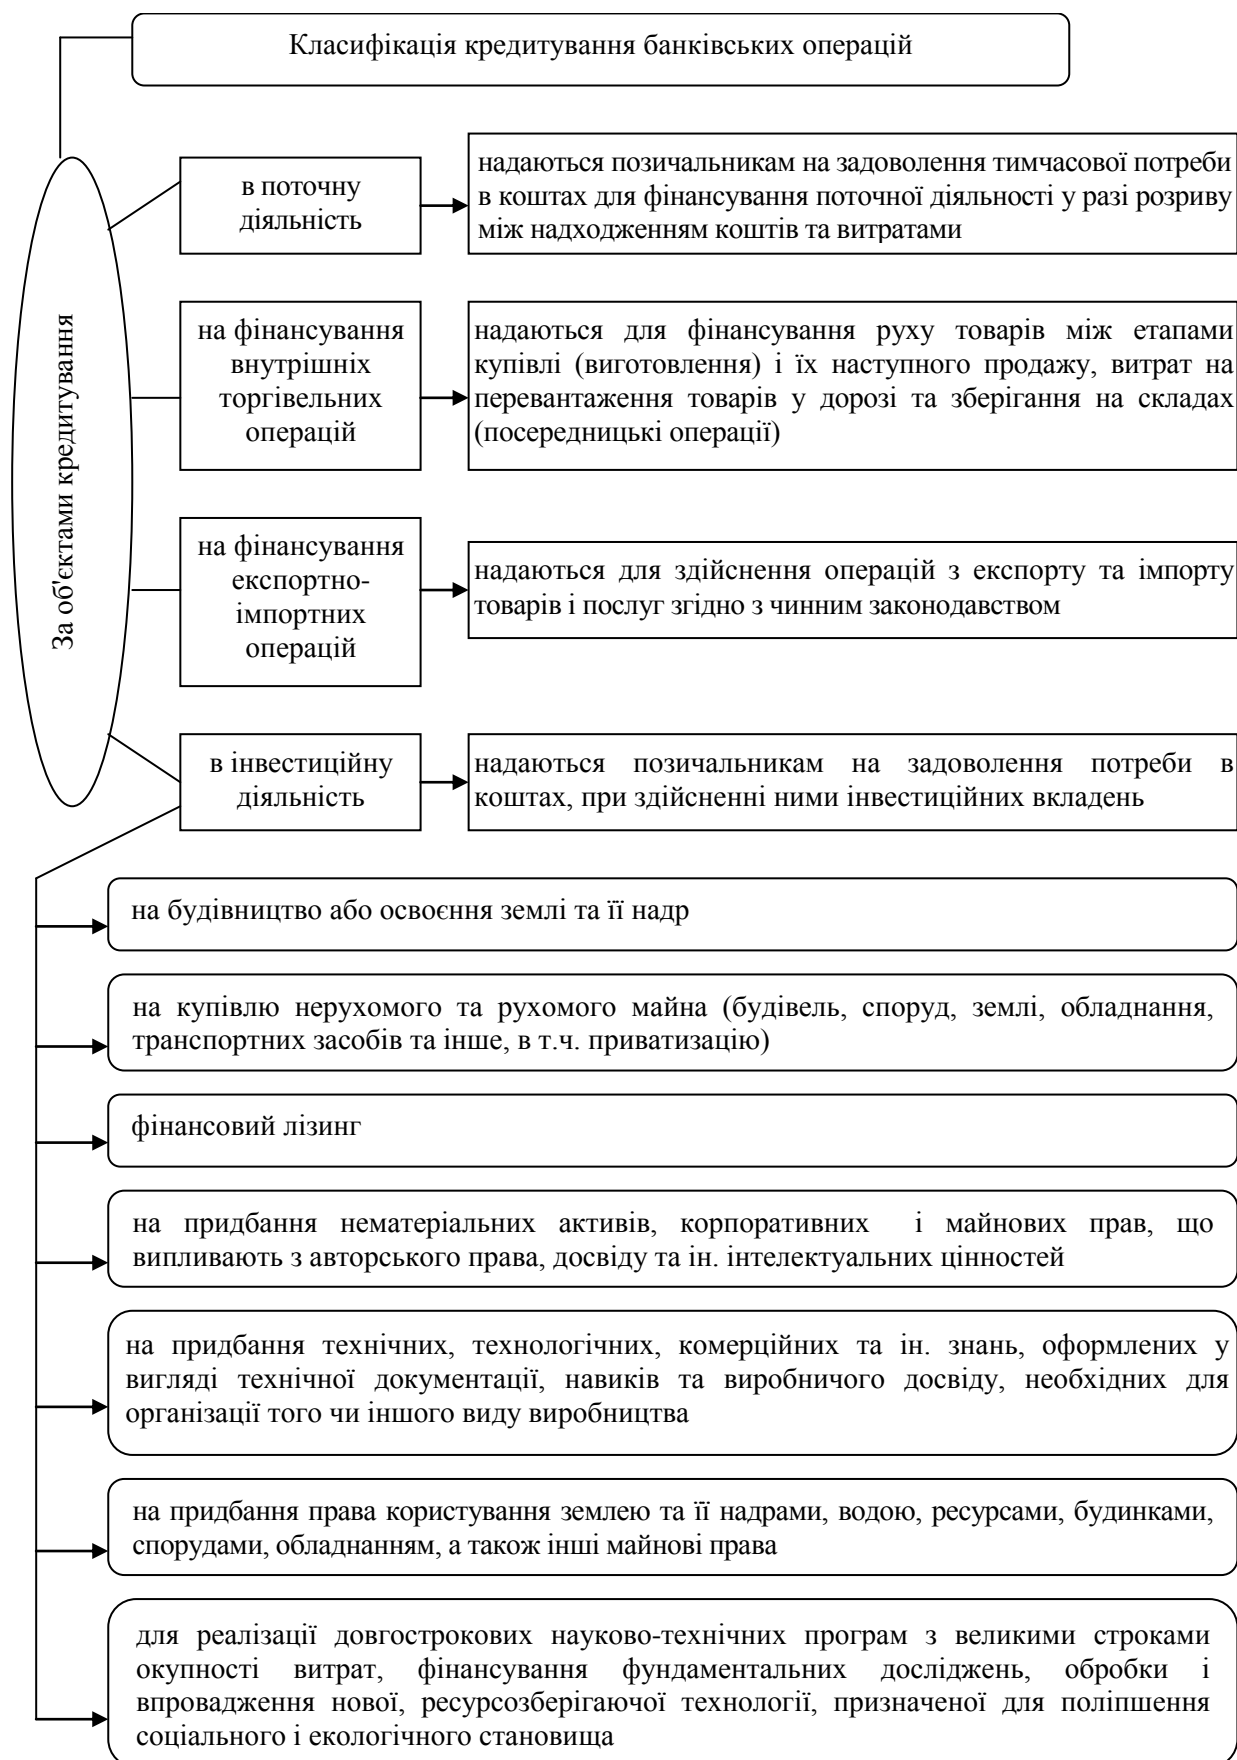 Класифікація кредитування банківських операцій
За об'єктами кредитування
в поточну
діяльність
надаються позичальникам на задоволення тимчасової потреби
в коштах для фінансування поточної діяльності у разі розриву
між надходженням коштів та витратами
на фінансування
внутрішніх
торгівельних
операцій
надаються для фінансування руху товарів між етапами
купівлі (виготовлення) і їх наступного продажу, витрат на
перевантаження товарів у дорозі та зберігання на складах
(посередницькі операції)
на фінансування
експортно-
імпортних
операцій
надаються для здійснення операцій з експорту та імпорту
товарів і послуг згідно з чинним законодавством
в інвестиційну
діяльність
надаються позичальникам на задоволення потреби в
коштах, при здійсненні ними інвестиційних вкладень
на будівництво або освоєння землі та її надр
на купівлю нерухомого та рухомого майна (будівель, споруд, землі, обладнання,
транспортних засобів та інше, в т.ч. приватизацію)
фінансовий лізинг
на придбання нематеріальних активів, корпоративних і майнових прав, що
випливають з авторського права, досвіду та ін. інтелектуальних цінностей
на придбання технічних, технологічних, комерційних та ін. знань, оформлених у
вигляді технічної документації, навиків та виробничого досвіду, необхідних для
організації того чи іншого виду виробництва
на придбання права користування землею та її надрами, водою, ресурсами, будинками,
спорудами, обладнанням, а також інші майнові права
для реалізації довгострокових науково-технічних програм з великими строками
окупності витрат, фінансування фундаментальних досліджень, обробки і
впровадження нової, ресурсозберігаючої технології, призначеної для поліпшення
соціального і екологічного становища